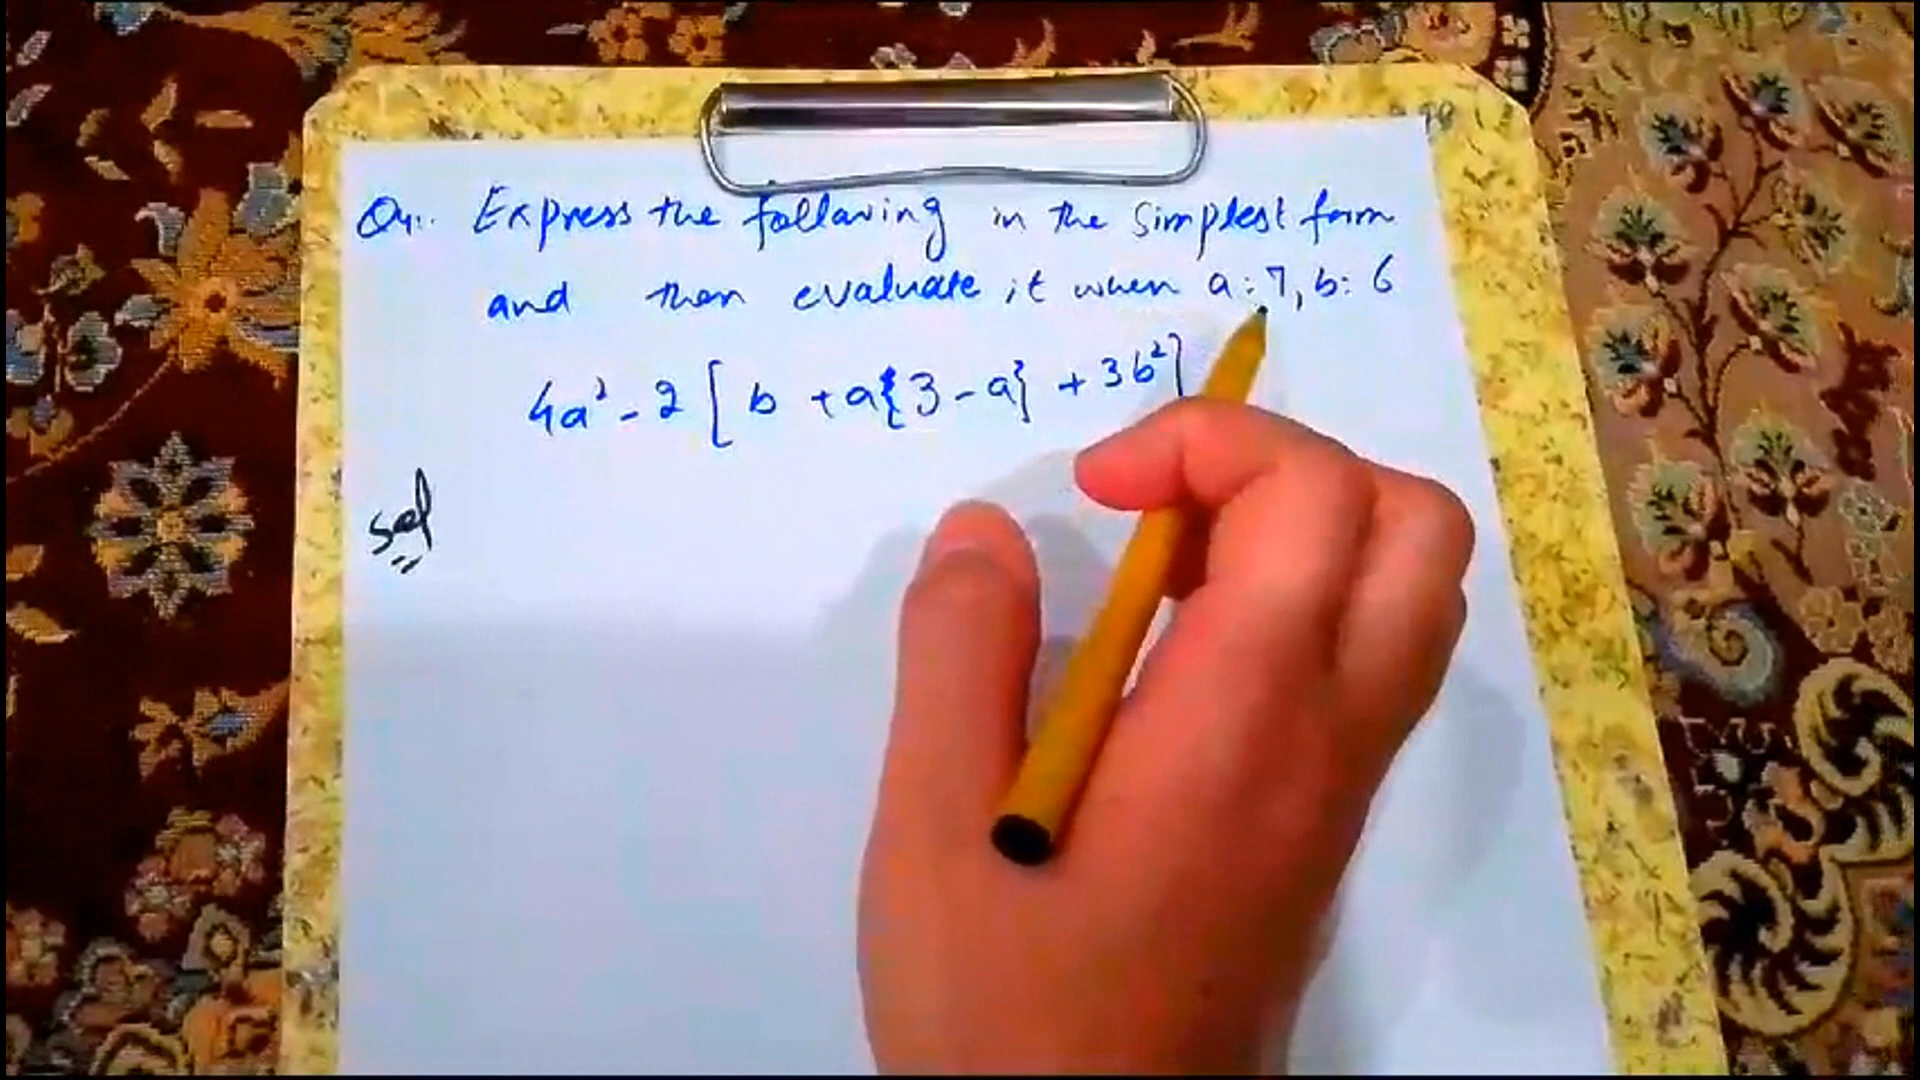 Q4:. Express the following in the simplest form
and then evaluate it when a:7, b: 6
4a² - 2 [ b + a{3 - a} + 3b² ]
sol